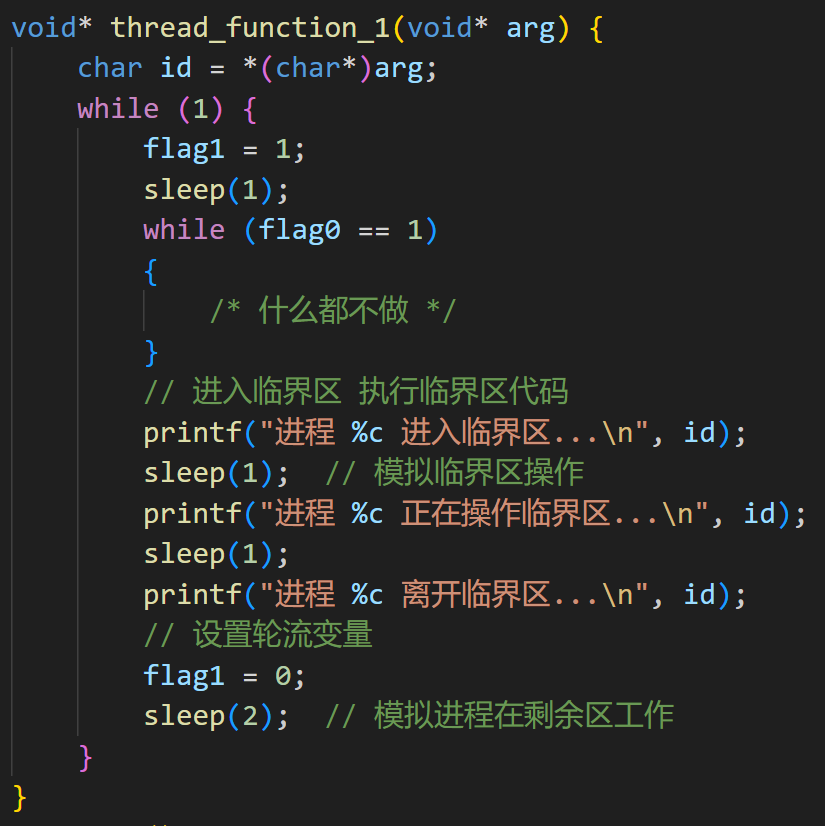 void* thread_function_1(void* arg) {
    char id = *(char*)arg;
    while (1) {
        flag1 = 1;
        sleep(1);
        while (flag0 == 1)
        {
            /* 什么都不做 */
        }
        // 进入临界区 执行临界区代码
        printf("进程 %c 进入临界区...\n", id);
        sleep(1);  // 模拟临界区操作
        printf("进程 %c 正在操作临界区...\n", id);
        sleep(1);
        printf("进程 %c 离开临界区...\n", id);
        // 设置轮流变量
        flag1 = 0;
        sleep(2);  // 模拟进程在剩余区工作
    }
}